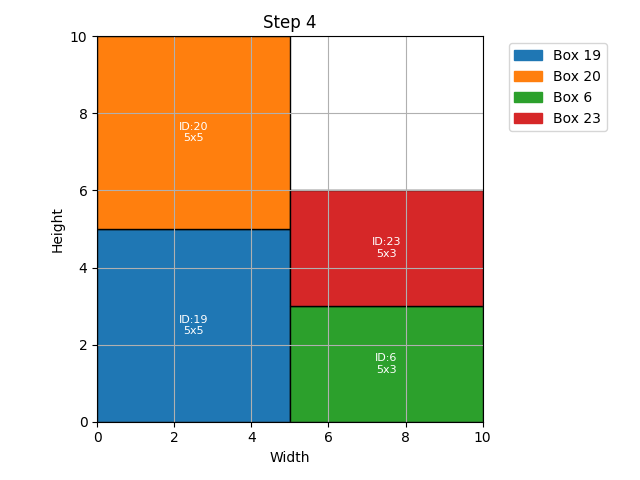 Step 4
10
8
6
4
2
0
Height
0 2 4 6 8 10
Width
ID:20
5x5
ID:19
5x5
ID:23
5x3
ID:6
5x3
Box 19
Box 20
Box 6
Box 23